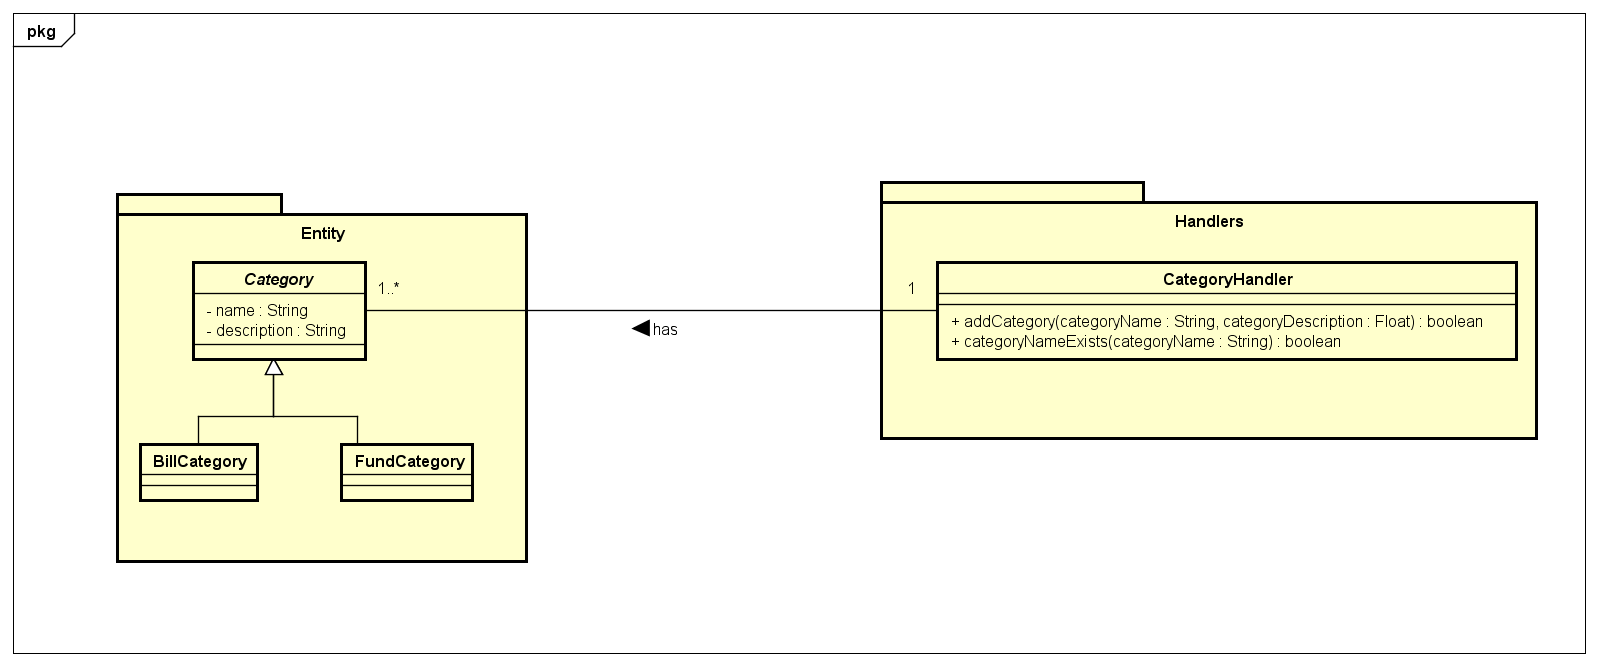 pkg
Entity
Category
- name : String
- description : String
BillCategory
FundCategory
1..*
has
1
Handlers
CategoryHandler
+ addCategory(categoryName : String, categoryDescription : Float) : boolean
+ categoryNameExists(categoryName : String) : boolean